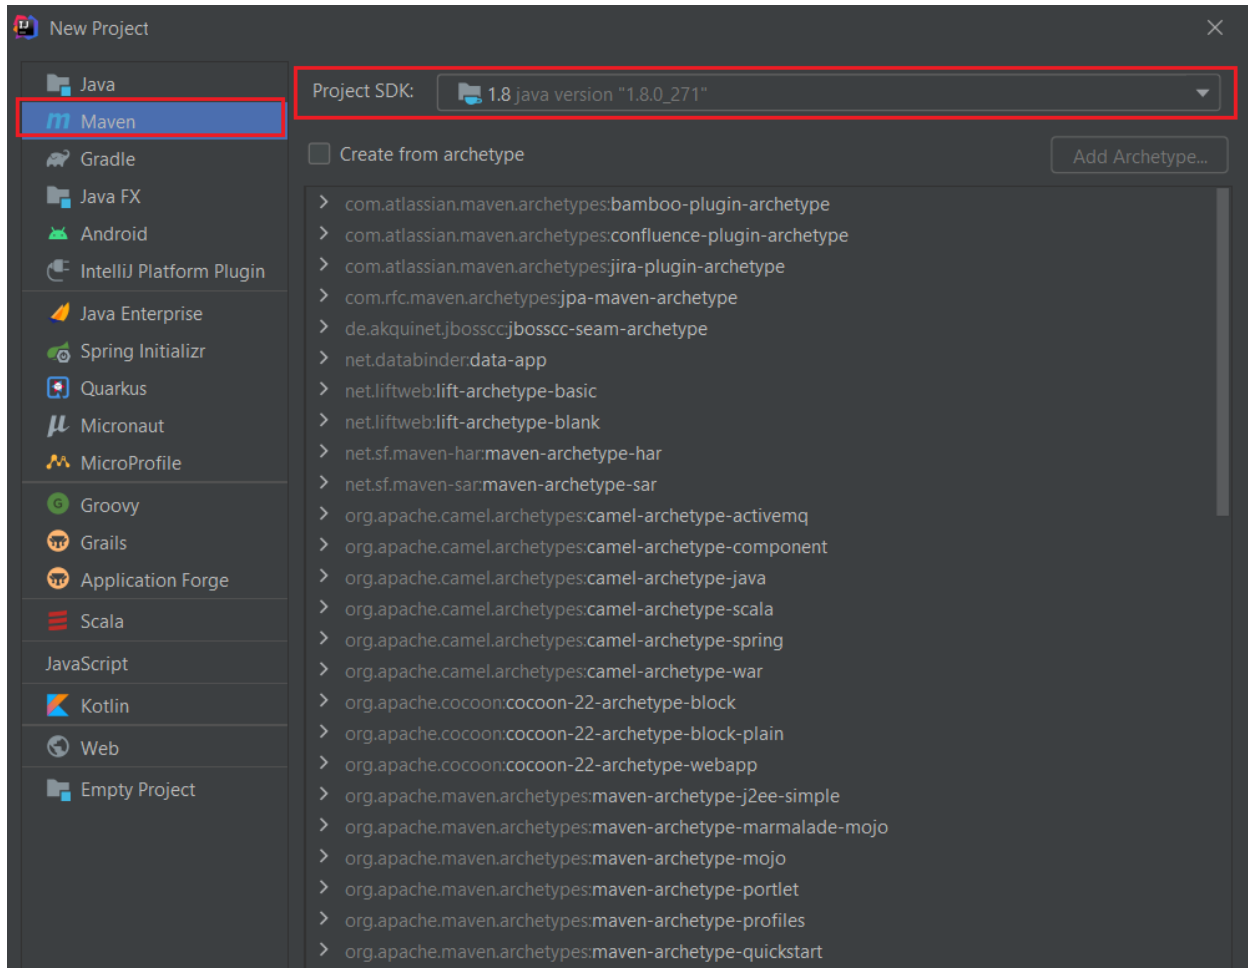 New Project
Java
Maven
Gradle
Java FX
Android
IntelliJ Platform Plugin
Java Enterprise
Spring Initializr
Quarkus
Micronaut
MicroProfile
Groovy
Grails
Application Forge
Scala
JavaScript
Kotlin
Web
Empty Project
Project SDK: 1.8 java version "1.8.0_271"
Create from archetype
Add Archetype...
com.atlassian.maven.archetypes:bamboo-plugin-archetype
com.atlassian.maven.archetypes:confluence-plugin-archetype
com.atlassian.maven.archetypes:jira-plugin-archetype
com.rfc.maven.archetypes:jpa-maven-archetype
de.akquinet.jbosscc:jbosscc-seam-archetype
net.databinder:data-app
net.liftweb:lift-archetype-basic
net.liftweb:lift-archetype-blank
net.sf.maven-har:maven-archetype-har
net.sf.maven-sar:maven-archetype-sar
org.apache.camel.archetypes:camel-archetype-activemq
org.apache.camel.archetypes:camel-archetype-component
org.apache.camel.archetypes:camel-archetype-java
org.apache.camel.archetypes:camel-archetype-scala
org.apache.camel.archetypes:camel-archetype-spring
org.apache.camel.archetypes:camel-archetype-war
org.apache.cocoon:cocoon-22-archetype-block
org.apache.cocoon:cocoon-22-archetype-block-plain
org.apache.cocoon:cocoon-22-archetype-webapp
org.apache.maven.archetypes:maven-archetype-j2ee-simple
org.apache.maven.archetypes:maven-archetype-marmalade-mojo
org.apache.maven.archetypes:maven-archetype-mojo
org.apache.maven.archetypes:maven-archetype-portlet
org.apache.maven.archetypes:maven-archetype-profiles
org.apache.maven.archetypes:maven-archetype-quickstart